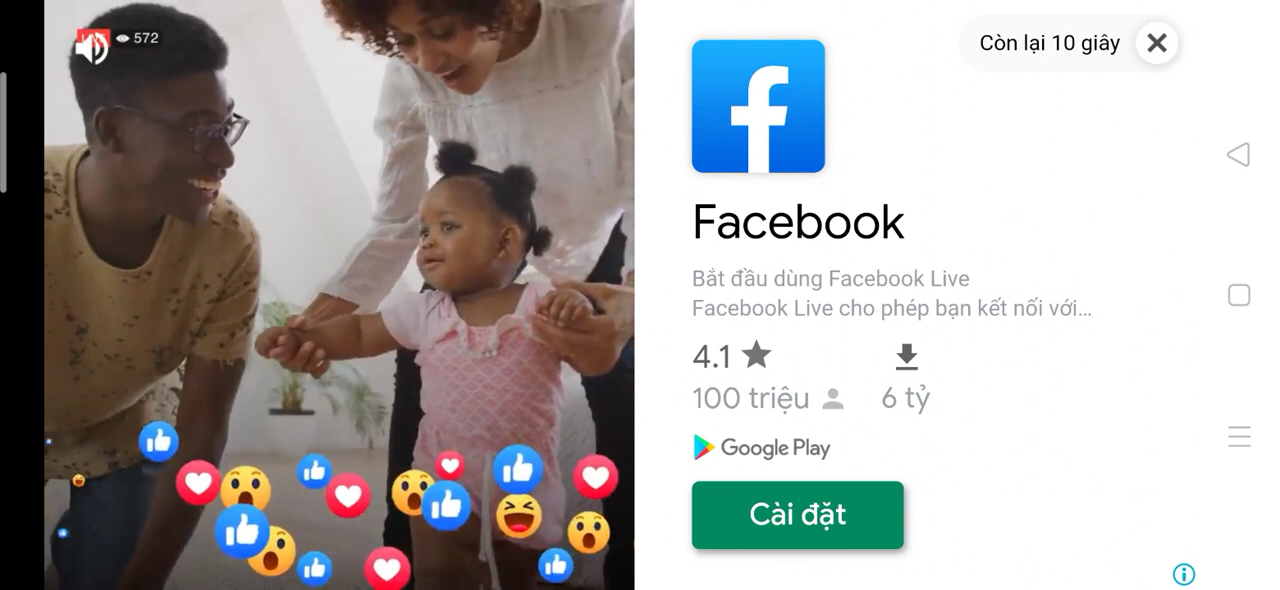 572
Còn lại 10 giây
Facebook
Bắt đầu dùng Facebook Live
Facebook Live cho phép bạn kết nối với...
4.1
100 triệu
6 tỷ
Google Play
Cài đặt